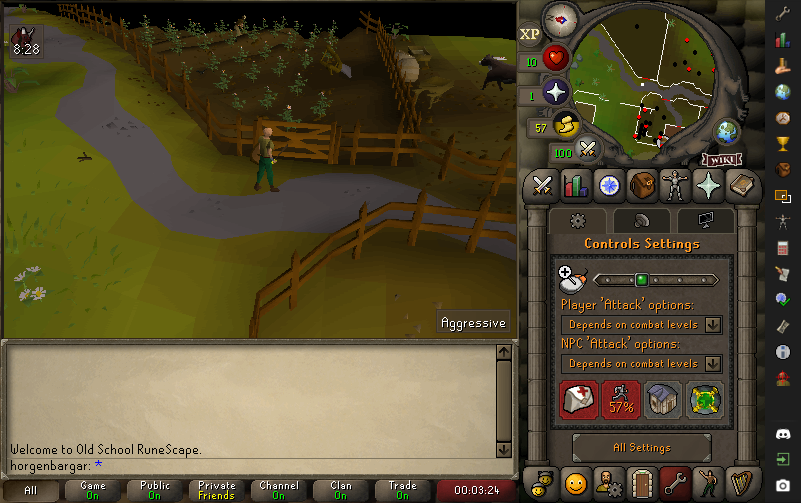 8:28
XP
10
1
57
100
WIKI
Controls Settings
Player 'Attack' options:
Depends on combat levels
NPC 'Attack' options:
Depends on combat levels
57%
All Settings
Aggressive
Welcome to Old School RuneScape.
horgenbargar: *
All
Game
On
Public
On
Private
Friends
Channel
On
Clan
On
Trade
On
00:03:24